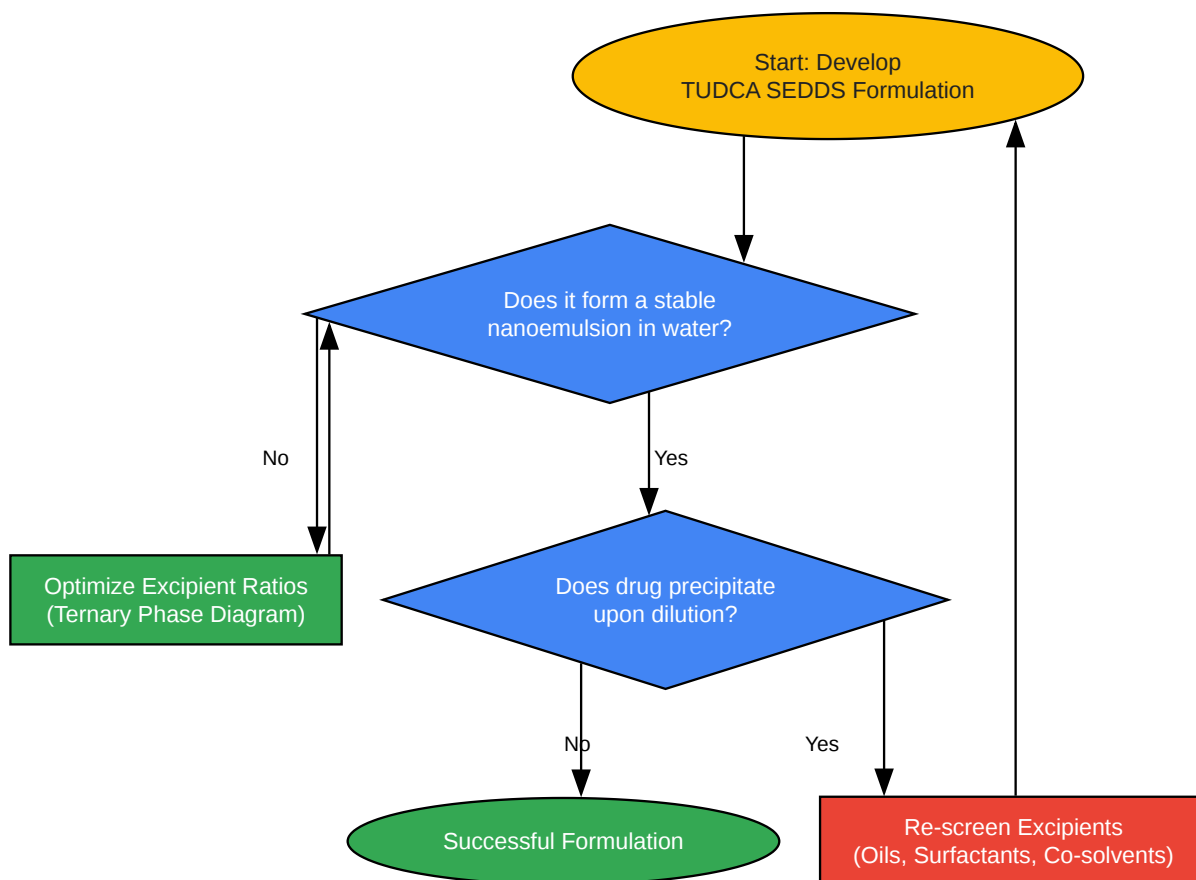 Start: Develop
TUDCA SEDDS Formulation
Does it form a stable
nanoemulsion in water?
No
Yes
Optimize Excipient Ratios
(Ternary Phase Diagram)
Does drug precipitate
upon dilution?
No
Yes
Successful Formulation
Re-screen Excipients
(Oils, Surfactants, Co-solvents)